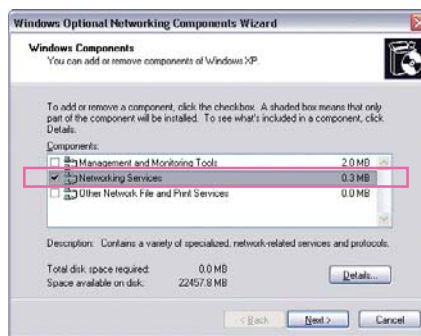 Windows Optional Networking Components Wizard
Windows Components
You can add or remove components of Windows XP.
To add or remove a component, click the checkbox. A shaded box means that only
part of the component will be installed. To see what's included in a component, click
Details.
Components:
Management and Monitoring Tools 2.0 MB
Networking Services 0.3 MB
Other Network File and Print Services 0.0 MB
Description: Contains a variety of specialized, network-related services and protocols.
Total disk space required: 0.0 MB
Space available on disk: 22457.8 MB
Details...
< Back Next > Cancel